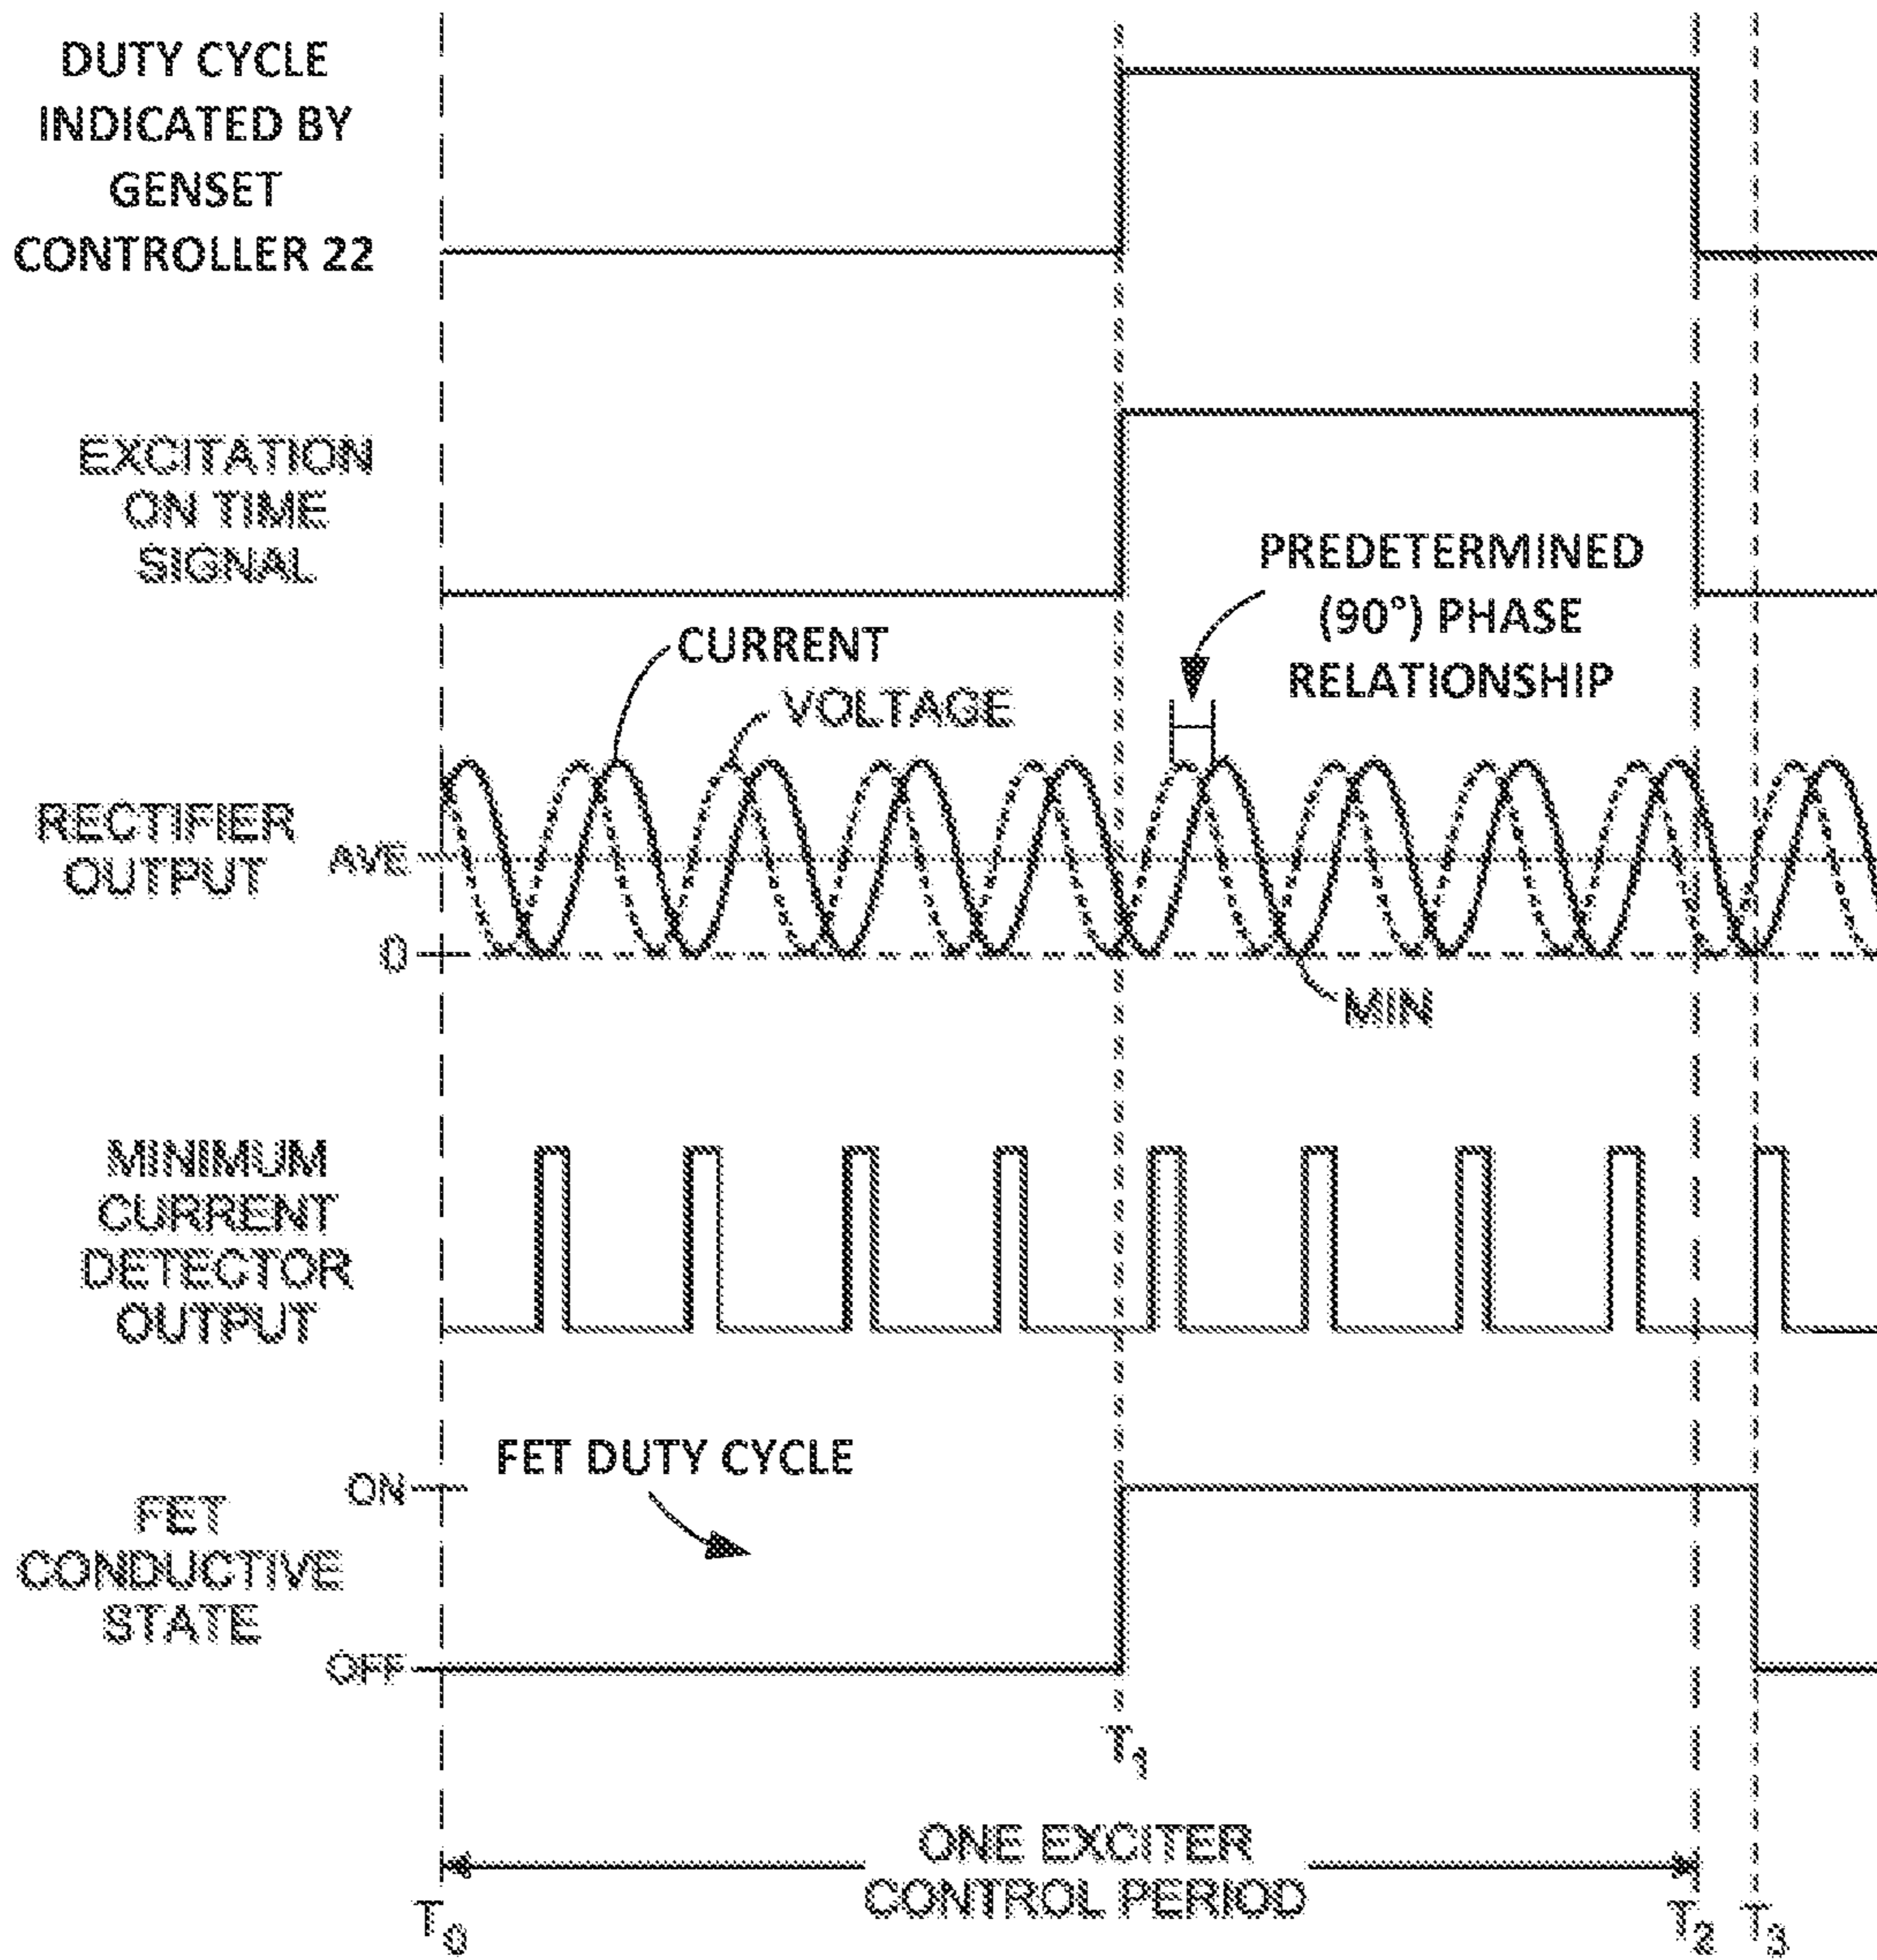 DUTY CYCLE
INDICATED BY
GENSET
CONTROLLER 22
EXCITATION
ON TIME
SIGNAL
PREDETERMINED
(90°) PHASE
RELATIONSHIP
CURRENT
VOLTAGE
RECTIFIER
OUTPUT
AVE
0
MIN
MINIMUM
CURRENT
DETECTOR
OUTPUT
FET DUTY CYCLE
ON
FET
CONDUCTIVE
STATE
OFF
T1
ONE EXCITER
CONTROL PERIOD
T0
T2
T3